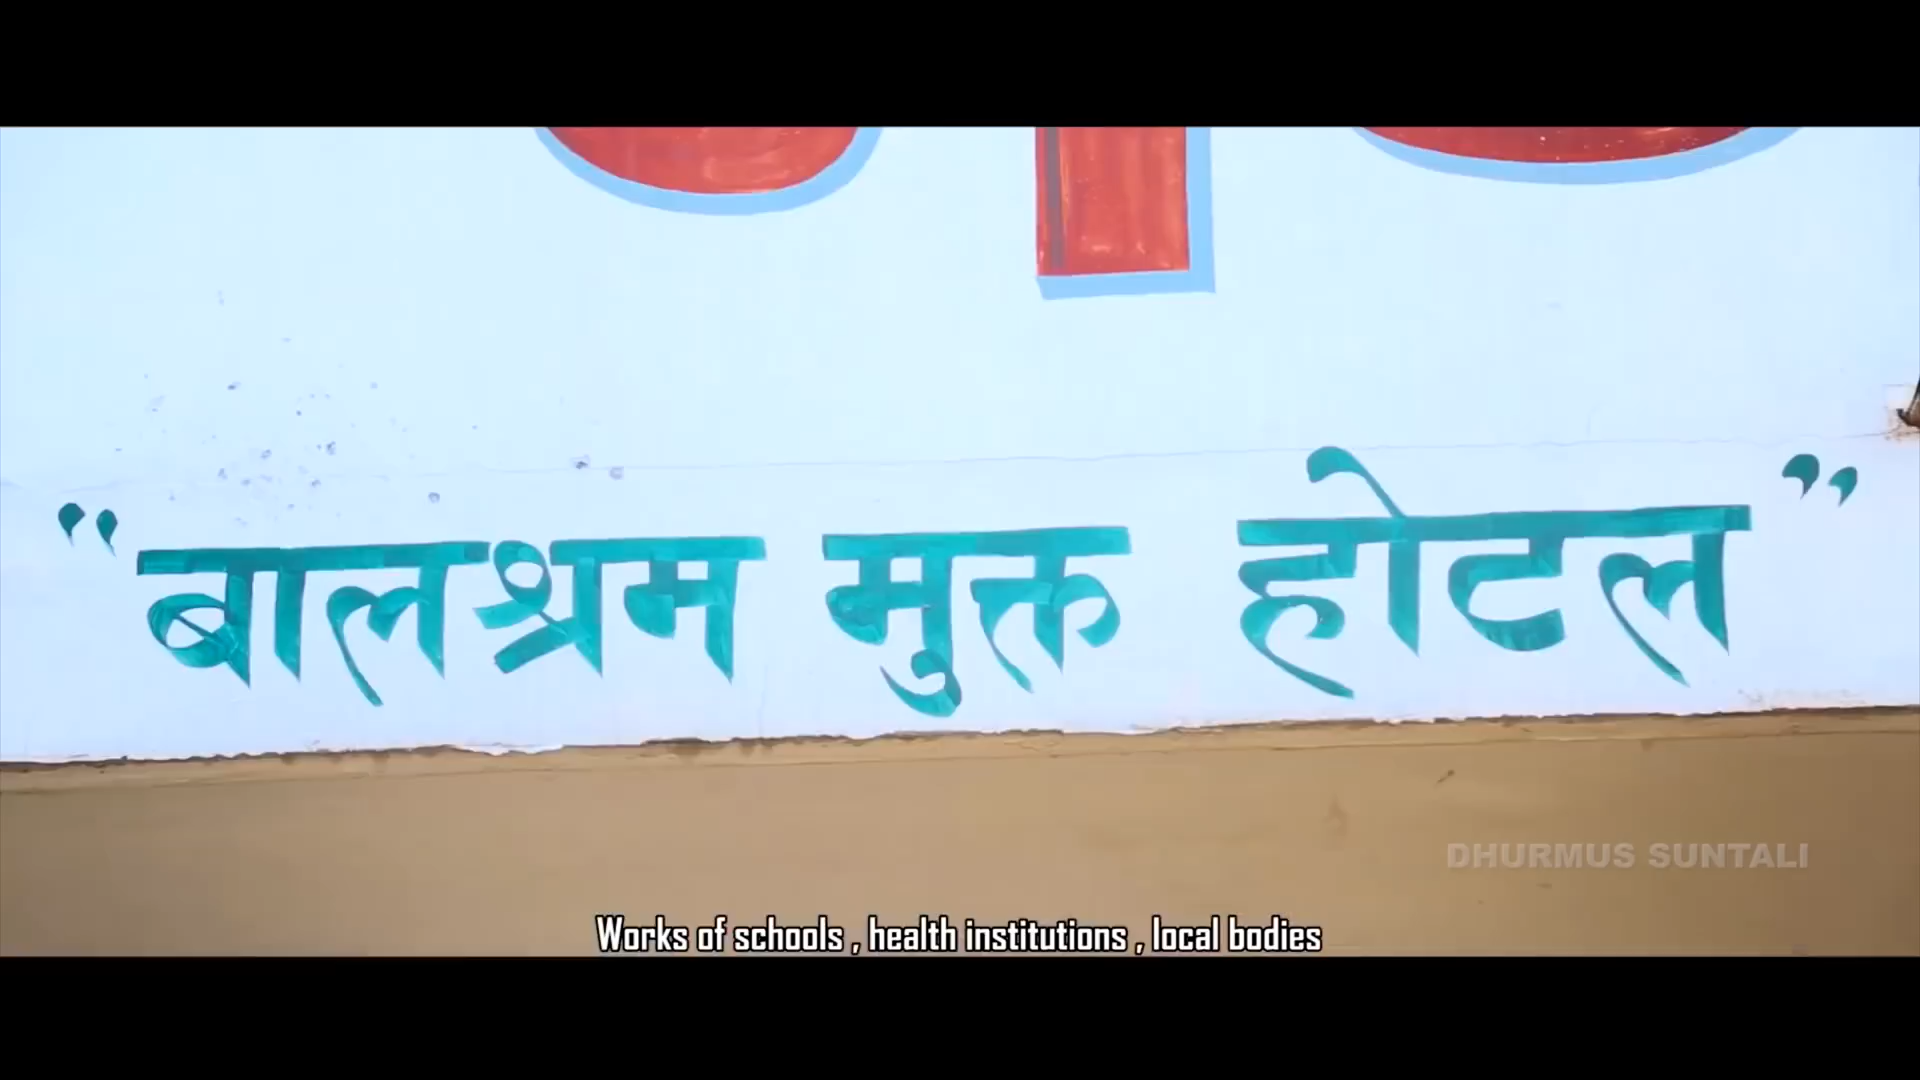 "बालश्रम मुक्त होटल"
DHURMUS SUNTALI
Works of schools , health institutions , local bodies